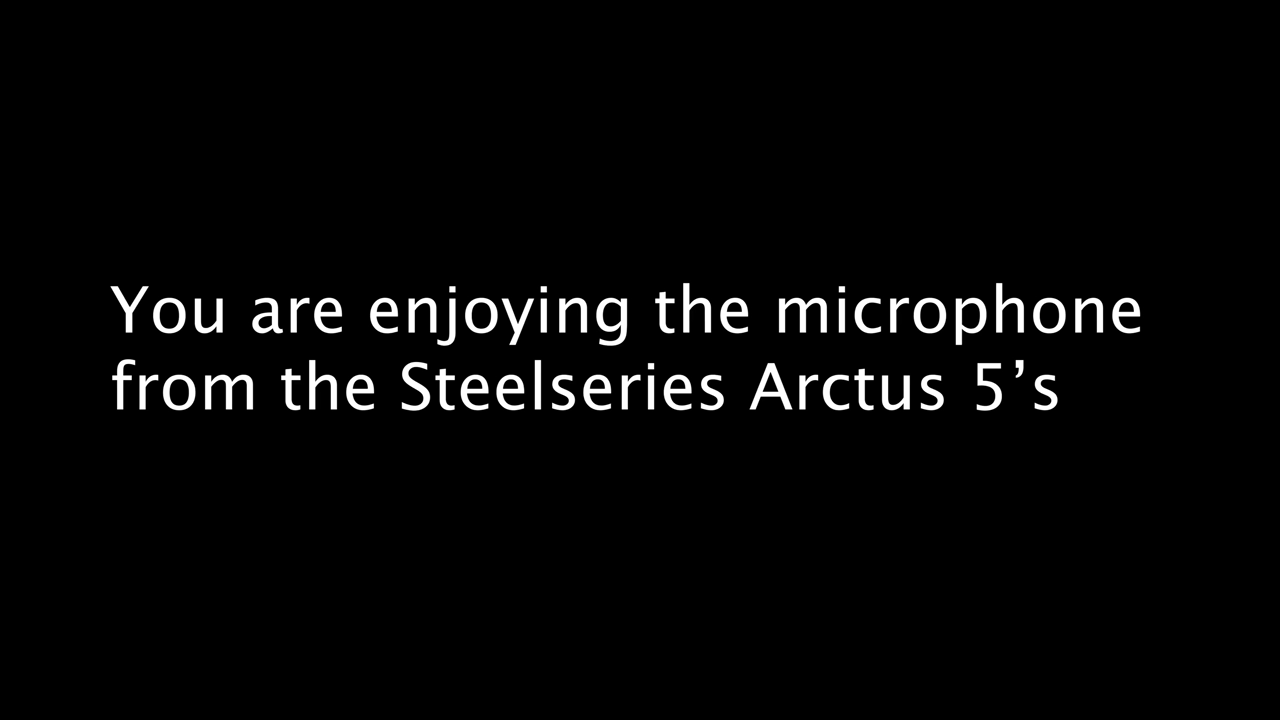 You are enjoying the microphone
from the Steelseries Arctus 5’s